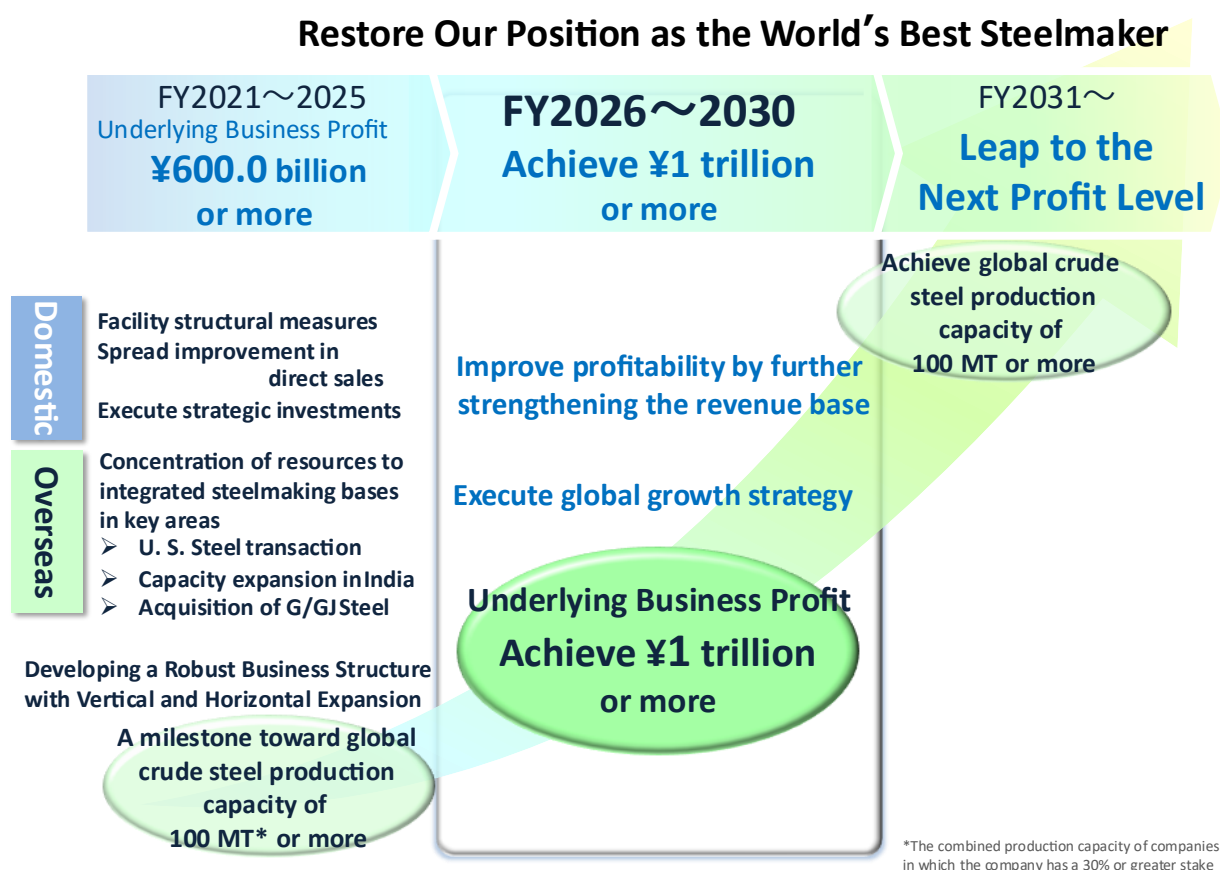 Restore Our Position as the World's Best Steelmaker
FY2021～2025
Underlying Business Profit
¥600.0 billion
or more
FY2026～2030
Achieve ¥1 trillion
or more
FY2031～
Leap to the
Next Profit Level
Domestic
Facility structural measures
Spread improvement in
direct sales
Execute strategic investments
Overseas
Concentration of resources to
integrated steelmaking bases
in key areas
➢ U. S. Steel transaction
➢ Capacity expansion in India
➢ Acquisition of G/GJ Steel
Developing a Robust Business Structure
with Vertical and Horizontal Expansion
A milestone toward global
crude steel production
capacity of
100 MT* or more
Improve profitability by further
strengthening the revenue base
Execute global growth strategy
Underlying Business Profit
Achieve ¥1 trillion
or more
Achieve global crude
steel production
capacity of
100 MT or more
*The combined production capacity of companies
in which the company has a 30% or greater stake